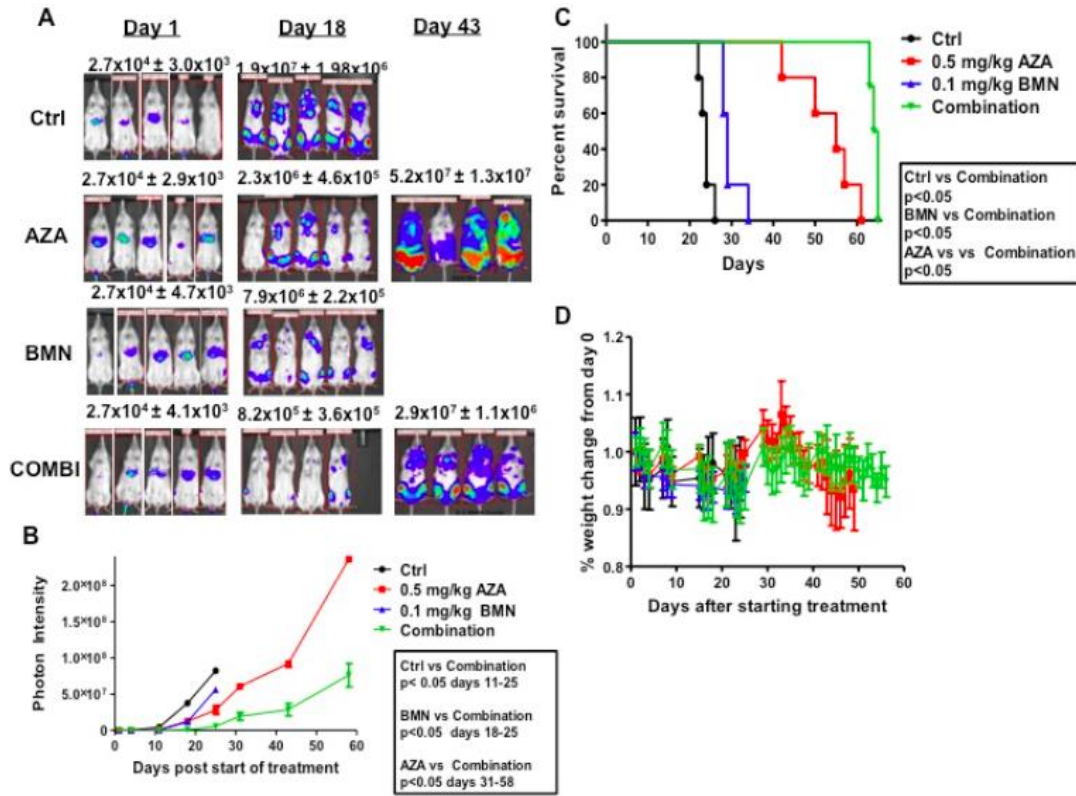 A
Day 1 Day 18 Day 43
Ctrl
2.7x10⁴ ± 3.0x10³ 1.9x10⁷ ± 1.98x10⁶
AZA
2.7x10⁴ ± 2.9x10³ 2.3x10⁶ ± 4.6x10⁵ 5.2x10⁷ ± 1.3x10⁷
BMN
2.7x10⁴ ± 4.7x10³ 7.9x10⁶ ± 2.2x10⁵
COMBI
2.7x10⁴ ± 4.1x10³ 8.2x10⁵ ± 3.6x10⁵ 2.9x10⁷ ± 1.1x10⁶
B
Photon Intensity
2.0×10⁸
1.5×10⁸
1.0×10⁸
5.0×10⁷
0
0 10 20 30 40 50 60
Days post start of treatment
Ctrl
0.5 mg/kg AZA
0.1 mg/kg BMN
Combination
Ctrl vs Combination
p< 0.05 days 11-25
BMN vs Combination
p<0.05 days 18-25
AZA vs Combination
p<0.05 days 31-58
C
Percent survival
100
80
60
40
20
0
0 20 40 60
Days
Ctrl
0.5 mg/kg AZA
0.1 mg/kg BMN
Combination
Ctrl vs Combination
p<0.05
BMN vs Combination
p<0.05
AZA vs vs Combination
p<0.05
D
% weight change from day 0
1.2
1.1
1.0
0.9
0.8
0 10 20 30 40 50 60
Days after starting treatment